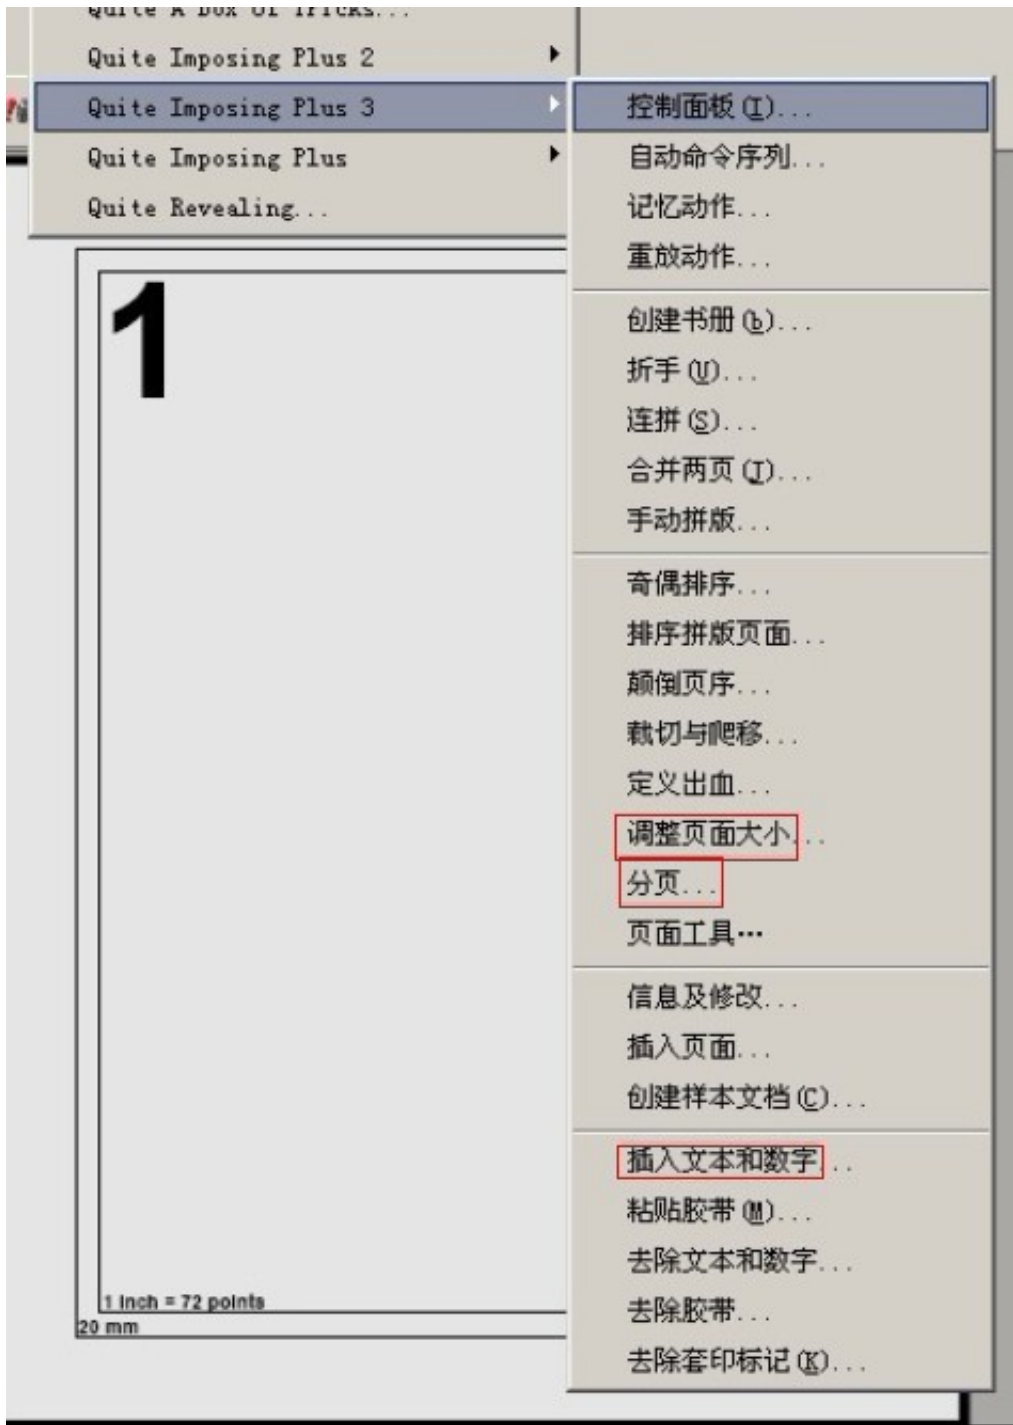 Quite A Box Of Tricks...
Quite Imposing Plus 2
Quite Imposing Plus 3
Quite Imposing Plus
Quite Revealing...
控制面板(I)...
自动命令序列...
记忆动作...
重放动作...
创建书册(b)...
折手(U)...
连拼(S)...
合并两页(J)...
手动拼版...
奇偶排序...
排序拼版页面...
颠倒页序...
裁切与爬移...
定义出血...
调整页面大小...
分页...
页面工具…
信息及修改...
插入页面...
创建样本文档(C)...
插入文本和数字...
粘贴胶带(M)...
去除文本和数字...
去除胶带...
去除套印标记(K)...
1
1 inch = 72 points
20 mm